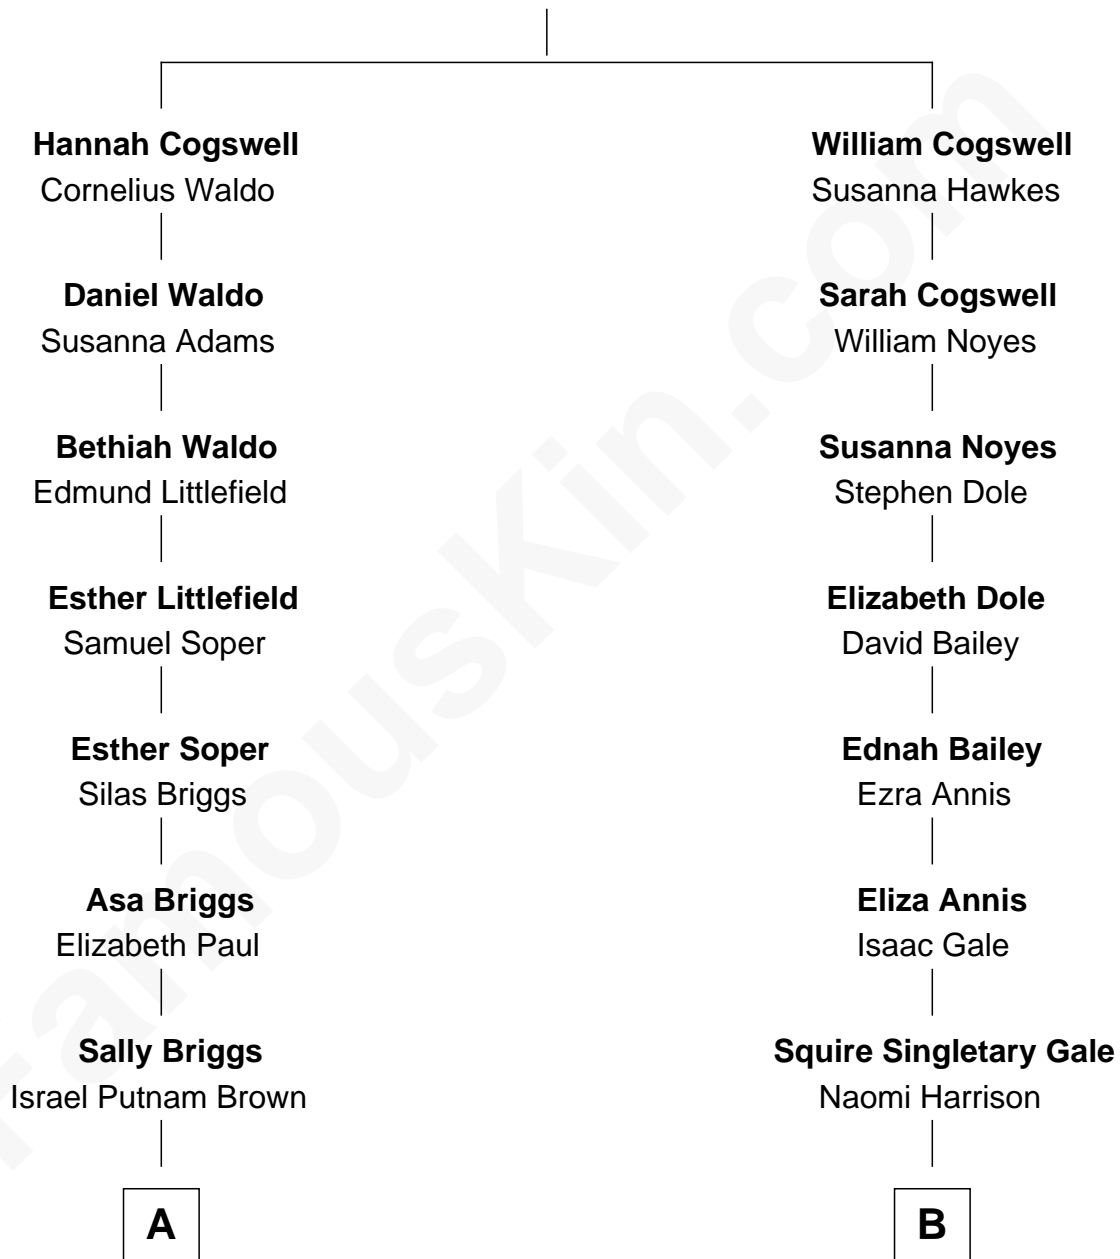 Hannah Cogswell
Cornelius Waldo
Daniel Waldo
Susanna Adams
Bethiah Waldo
Edmund Littlefield
Esther Littlefield
Samuel Soper
Esther Soper
Silas Briggs
Asa Briggs
Elizabeth Paul
Sally Briggs
Israel Putnam Brown
A
William Cogswell
Susanna Hawkes
Sarah Cogswell
William Noyes
Susanna Noyes
Stephen Dole
Elizabeth Dole
David Bailey
Ednah Bailey
Ezra Annis
Eliza Annis
Isaac Gale
Squire Singletary Gale
Naomi Harrison
B
FamousKin.com